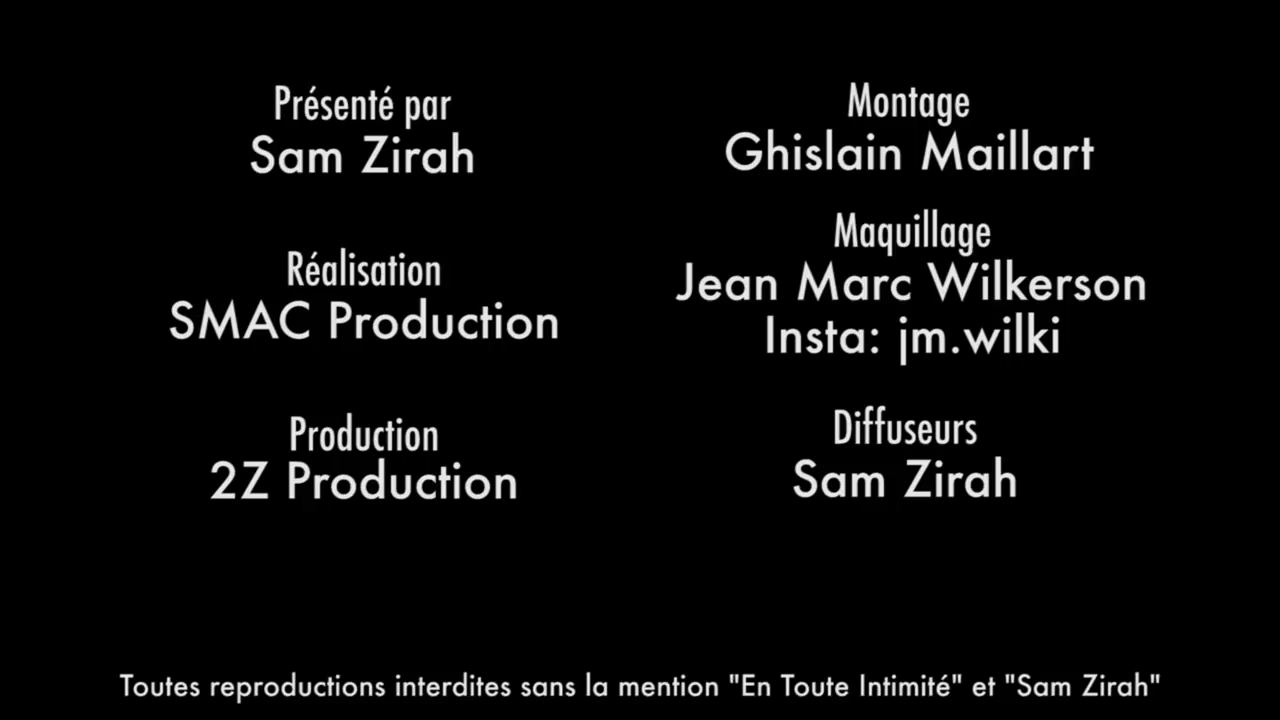 Présenté par
Sam Zirah
Réalisation
SMAC Production
Production
2Z Production
Montage
Ghislain Maillart
Maquillage
Jean Marc Wilkerson
Insta: jm.wilki
Diffuseurs
Sam Zirah
Toutes reproductions interdites sans la mention "En Toute Intimité" et "Sam Zirah"